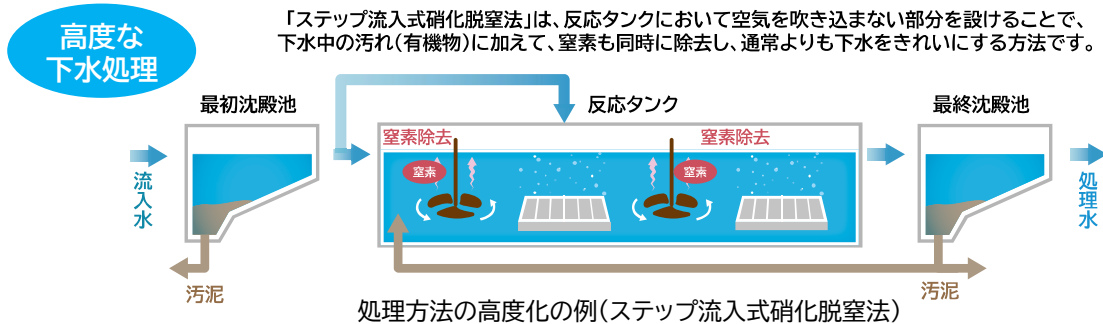 高度な
下水処理
「ステップ流入式硝化脱窒法」は、反応タンクにおいて空気を吹き込まない部分を設けることで、
下水中の汚れ(有機物)に加えて、窒素も同時に除去し、通常よりも下水をきれいにする方法です。
最初沈殿池
反応タンク
最終沈殿池
窒素除去
窒素除去
窒素
窒素
流入水
処理水
汚泥
汚泥
処理方法の高度化の例(ステップ流入式硝化脱窒法)